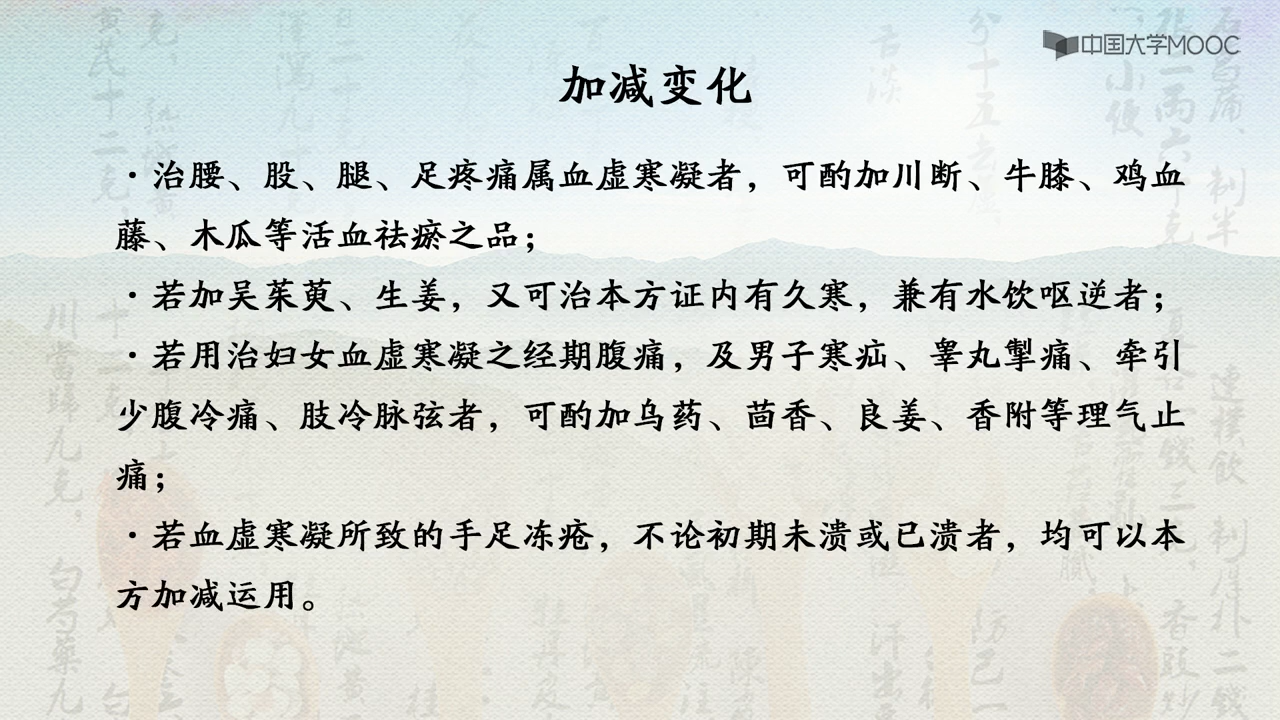 中国大学MOOC
加减变化
·治腰、股、腿、足疼痛属血虚寒凝者，可酌加川断、牛膝、鸡血
藤、木瓜等活血祛瘀之品；
·若加吴茱萸、生姜，又可治本方证内有久寒，兼有水饮呕逆者；
·若用治妇女血虚寒凝之经期腹痛，及男子寒疝、睾丸掣痛、牵引
少腹冷痛、肢冷脉弦者，可酌加乌药、茴香、良姜、香附等理气止
痛；
·若血虚寒凝所致的手足冻疮，不论初期未溃或已溃者，均可以本
方加减运用。